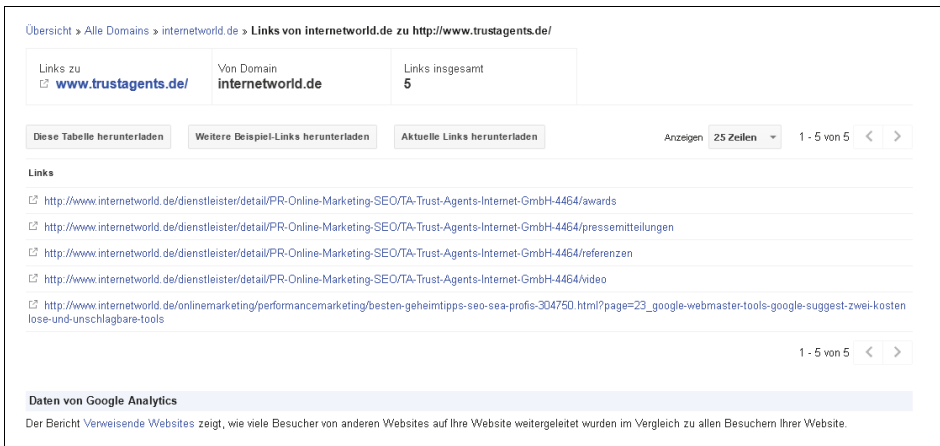 Übersicht » Alle Domains » internetworld.de » Links von internetworld.de zu http://www.trustagents.de/
Links zu Von Domain Links insgesamt
www.trustagents.de/ internetworld.de 5
Diese Tabelle herunterladen Weitere Beispiel-Links herunterladen Aktuelle Links herunterladen Anzeigen 25 Zeilen 1 - 5 von 5
Links
http://www.internetworld.de/dienstleister/detail/PR-Online-Marketing-SEO/TA-Trust-Agents-Internet-GmbH-4464/awards
http://www.internetworld.de/dienstleister/detail/PR-Online-Marketing-SEO/TA-Trust-Agents-Internet-GmbH-4464/pressemitteilungen
http://www.internetworld.de/dienstleister/detail/PR-Online-Marketing-SEO/TA-Trust-Agents-Internet-GmbH-4464/referenzen
http://www.internetworld.de/dienstleister/detail/PR-Online-Marketing-SEO/TA-Trust-Agents-Internet-GmbH-4464/video
http://www.internetworld.de/onlinemarketing/performancemarketing/besten-geheimtipps-seo-sea-profis-304750.html?page=23_google-webmaster-tools-google-suggest-zwei-kosten
lose-und-unschlagbare-tools
1 - 5 von 5
Daten von Google Analytics
Der Bericht Verweisende Websites zeigt, wie viele Besucher von anderen Websites auf Ihre Website weitergeleitet wurden im Vergleich zu allen Besuchern Ihrer Website.